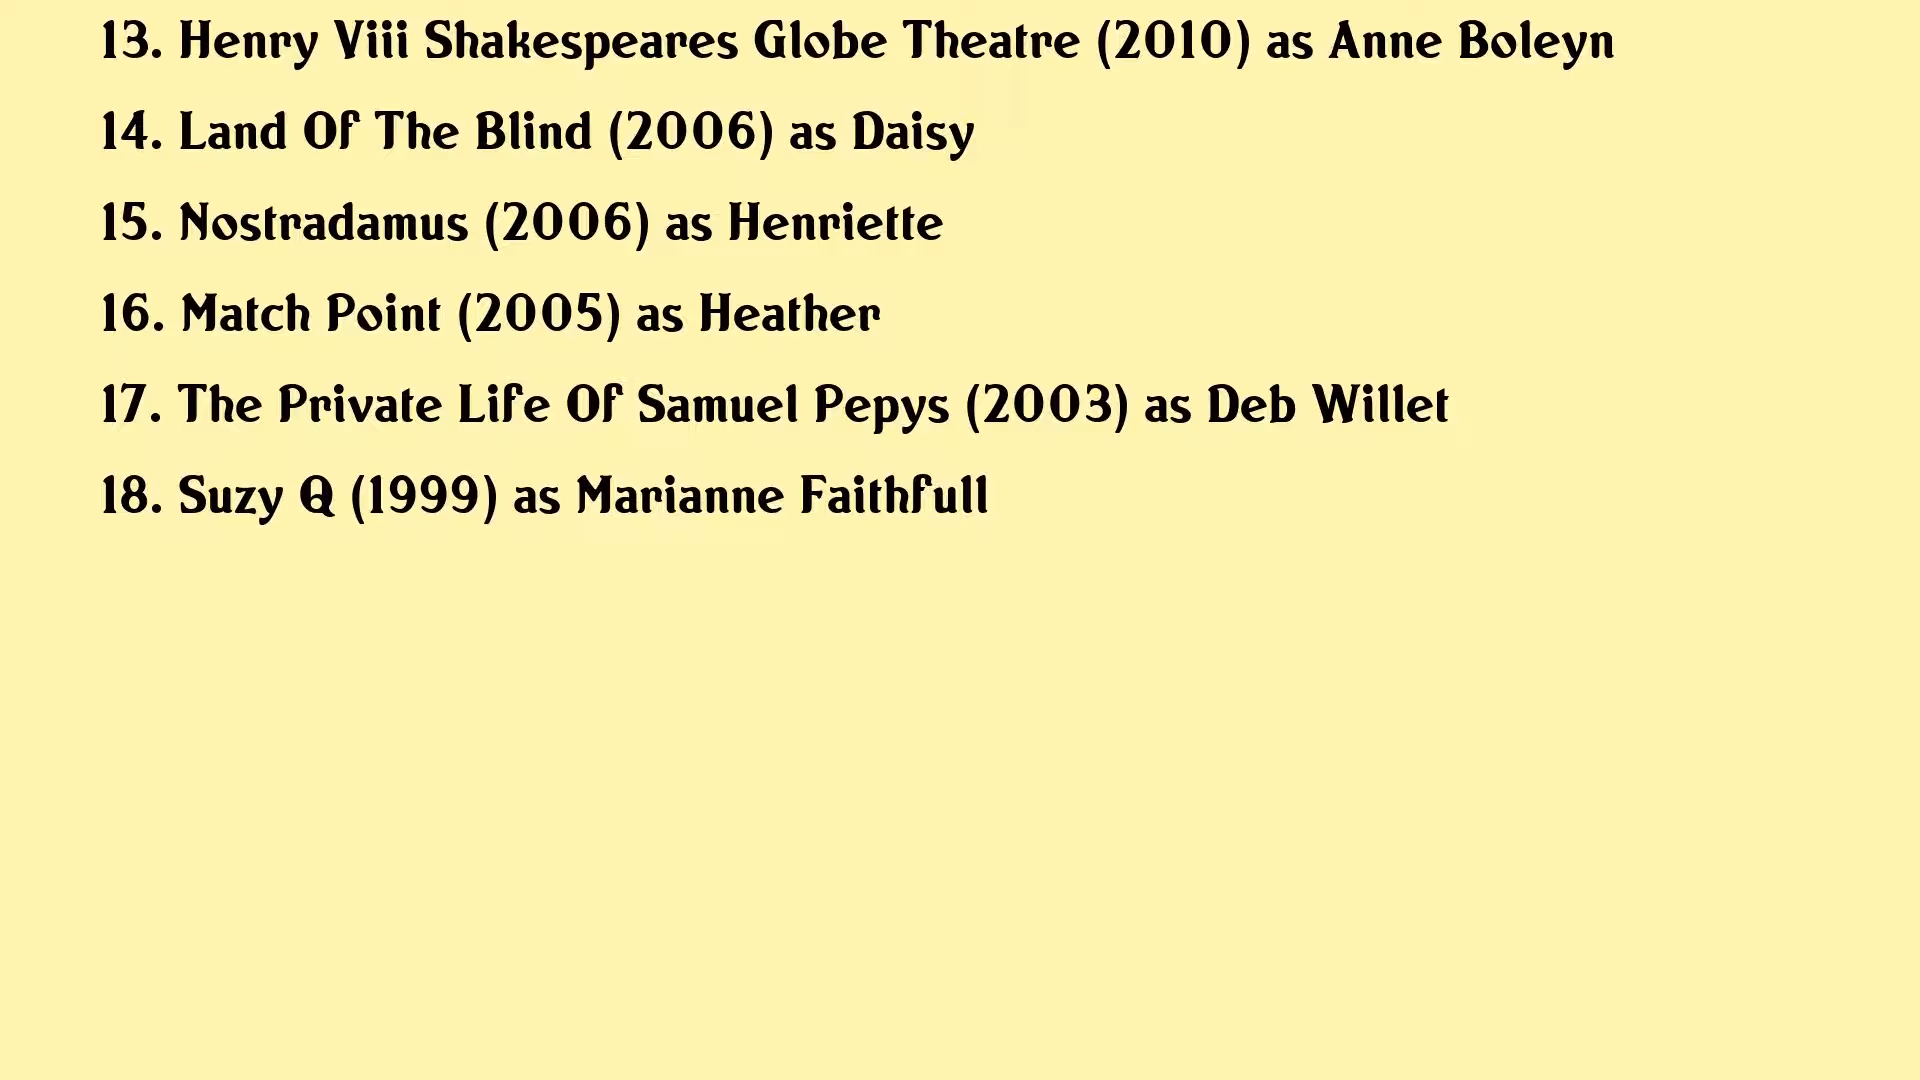 13. Henry Viii Shakespeares Globe Theatre (2010) as Anne Boleyn
14. Land Of The Blind (2006) as Daisy
15. Nostradamus (2006) as Henriette
16. Match Point (2005) as Heather
17. The Private Life Of Samuel Pepys (2003) as Deb Willet
18. Suzy Q (1999) as Marianne Faithfull